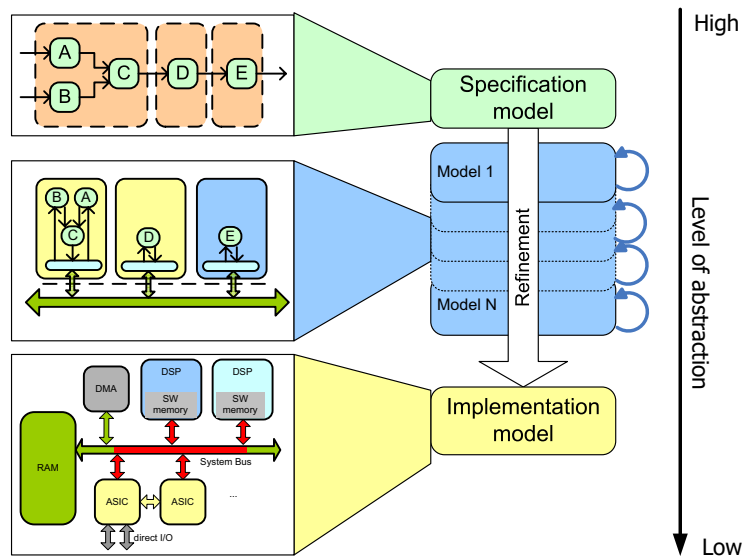 A
B
C
D
E
Specification
model
High
B
A
C
D
E
Model 1
Model N
Refinement
Level of abstraction
DMA
DSP
SW
memory
DSP
SW
memory
RAM
System Bus
ASIC
ASIC
...
direct I/O
Implementation
model
Low